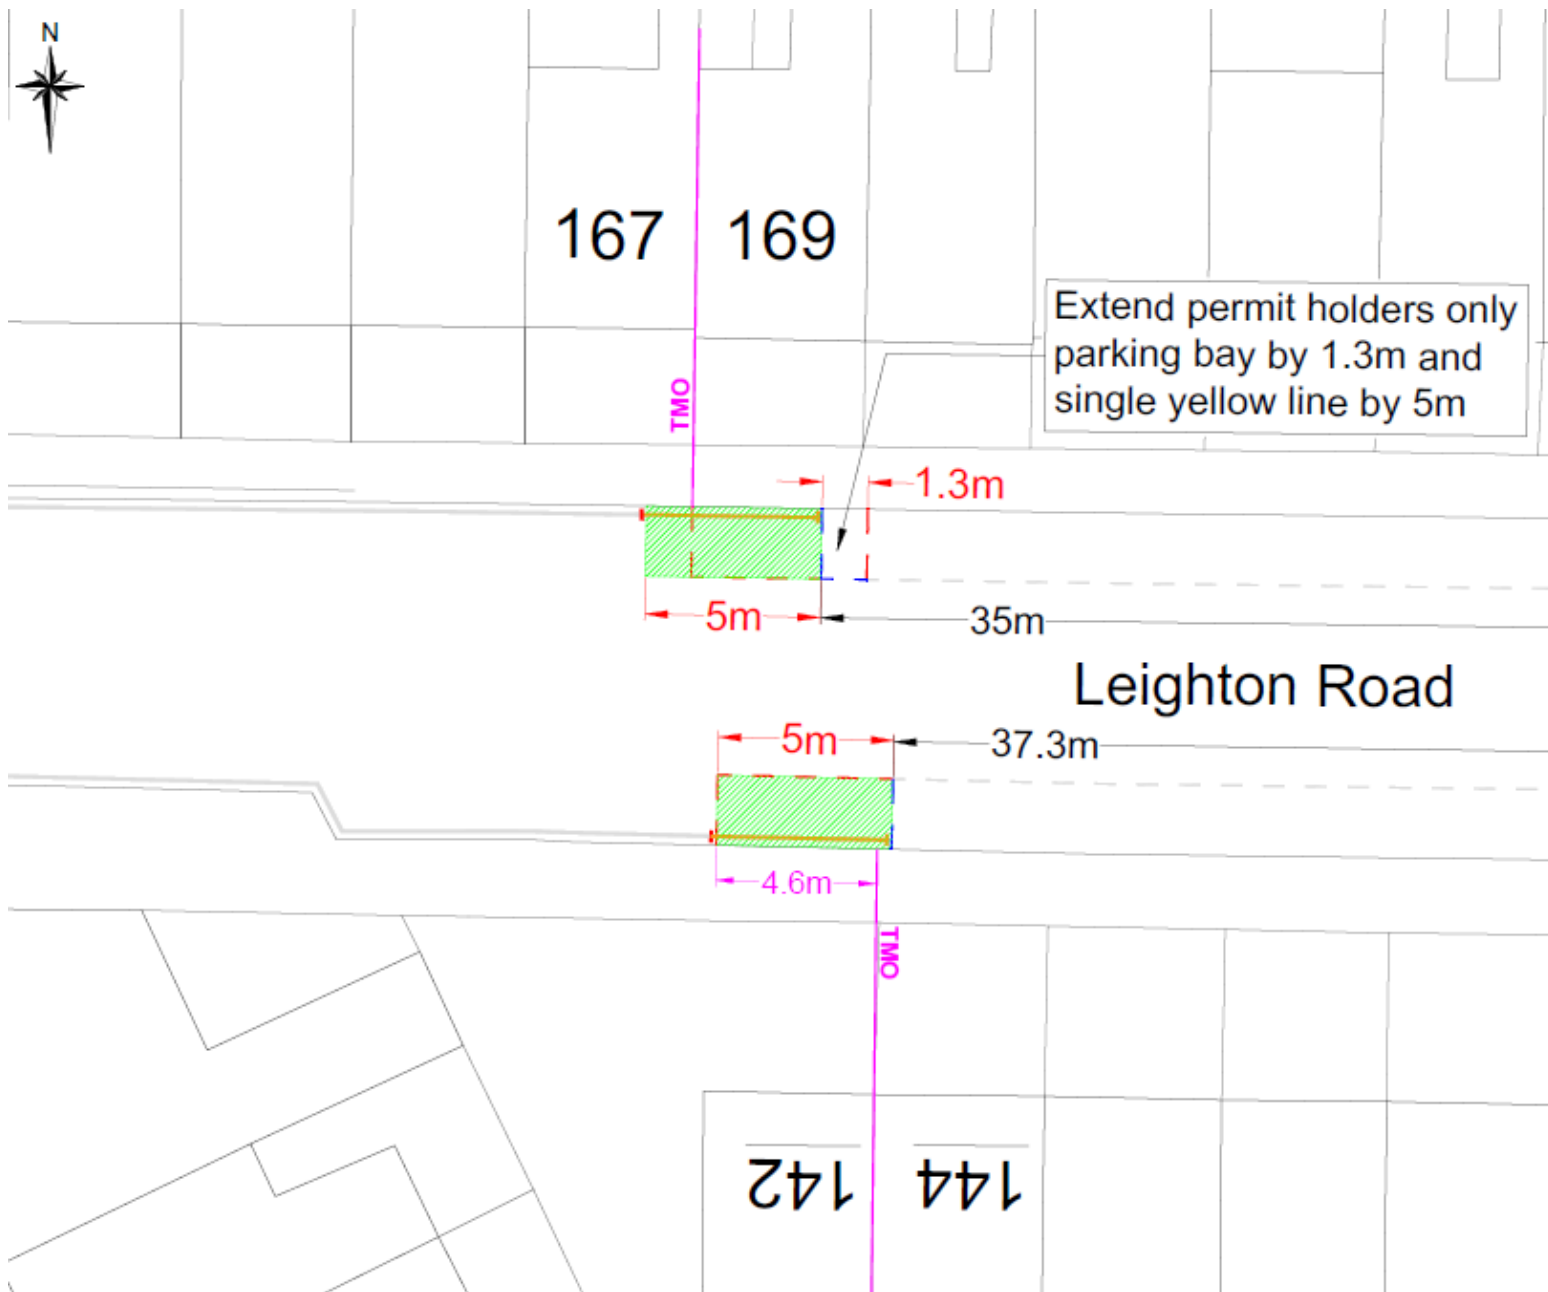 N
167
169
Extend permit holders only
parking bay by 1.3m and
single yellow line by 5m
TMO
1.3m
5m
35m
Leighton Road
5m
37.3m
4.6m
TMO
142
144